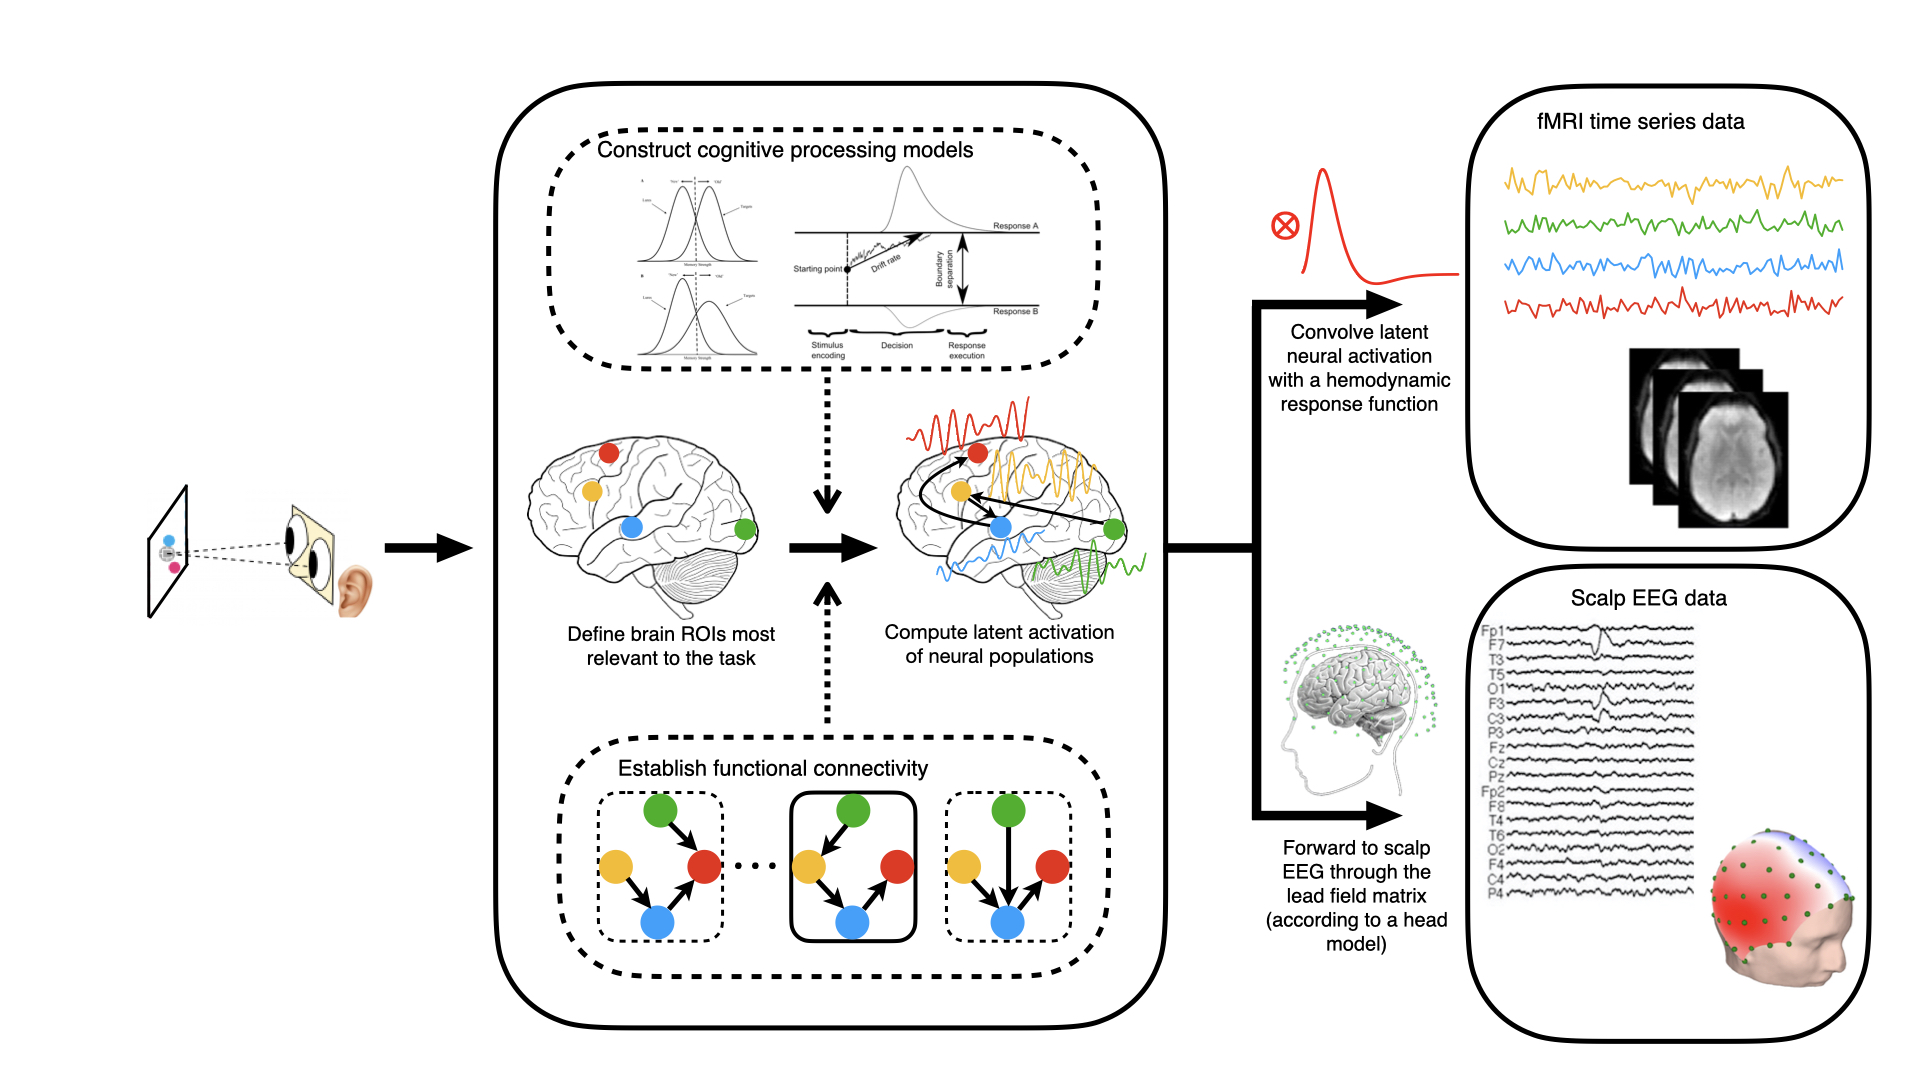 Construct cognitive processing models
A
"New"
"Old"
Lures
Targets
Memory Strength
B
"New"
"Old"
Lures
Targets
Memory Strength
Response A
Starting point
Drift rate
Boundary
separation
Response B
Stimulus
encoding
Decision
Response
execution
Define brain ROIs most
relevant to the task
Compute latent activation
of neural populations
Establish functional connectivity
Convolve latent
neural activation
with a hemodynamic
response function
Forward to scalp
EEG through the
lead field matrix
(according to a head
model)
fMRI time series data
Scalp EEG data
Fp1
F7
T3
T5
O1
F3
C3
P3
Fz
Cz
Pz
Fp2
F8
T4
T6
O2
F4
C4
P4